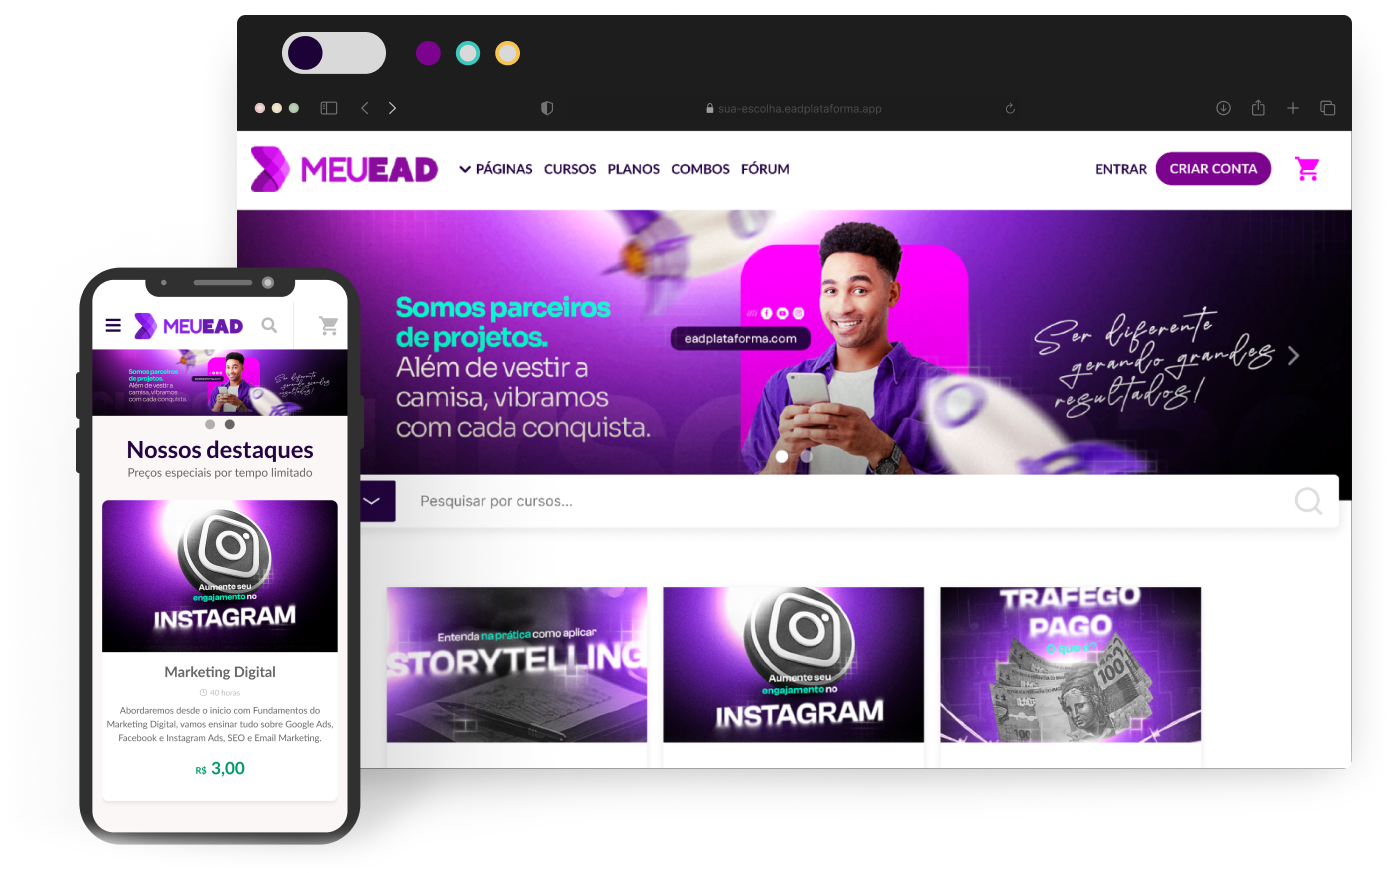 sua-escolha.eadplataforma.app
MEUEAD
PÁGINAS CURSOS PLANOS COMBOS FÓRUM
ENTRAR
CRIAR CONTA
Somos parceiros
de projetos.
Além de vestir a
camisa, vibramos
com cada conquista.
eadplataforma.com
Ser diferente
gerando grandes
resultados!
Pesquisar por cursos...
Entenda na prática como aplicar
STORYTELLING
Aumente seu
engajamento no
INSTAGRAM
TRÁFEGO
PAGO
O que é?
100
MEUEAD
Somos parceiros
de projetos.
Além de vestir a
camisa, vibramos
com cada conquista.
Ser diferente
gerando grandes
resultados!
Nossos destaques
Preços especiais por tempo limitado
Aumente seu
engajamento no
INSTAGRAM
Marketing Digital
40 horas
Abordaremos desde o início com Fundamentos do
Marketing Digital, vamos ensinar tudo sobre Google Ads,
Facebook e Instagram Ads, SEO e Email Marketing.
R$ 3,00